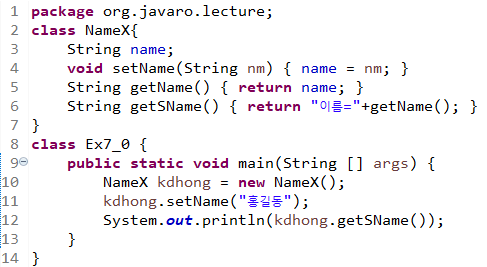 1 package org.javaro.lecture;
2 class NameX{
3     String name;
4     void setName(String nm) { name = nm; }
5     String getName() { return name; }
6     String getSName() { return "이름="+getName(); }
7 }
8 class Ex7_0 {
9     public static void main(String [] args) {
10         NameX kdhong = new NameX();
11         kdhong.setName("홍길동");
12         System.out.println(kdhong.getSName());
13     }
14 }